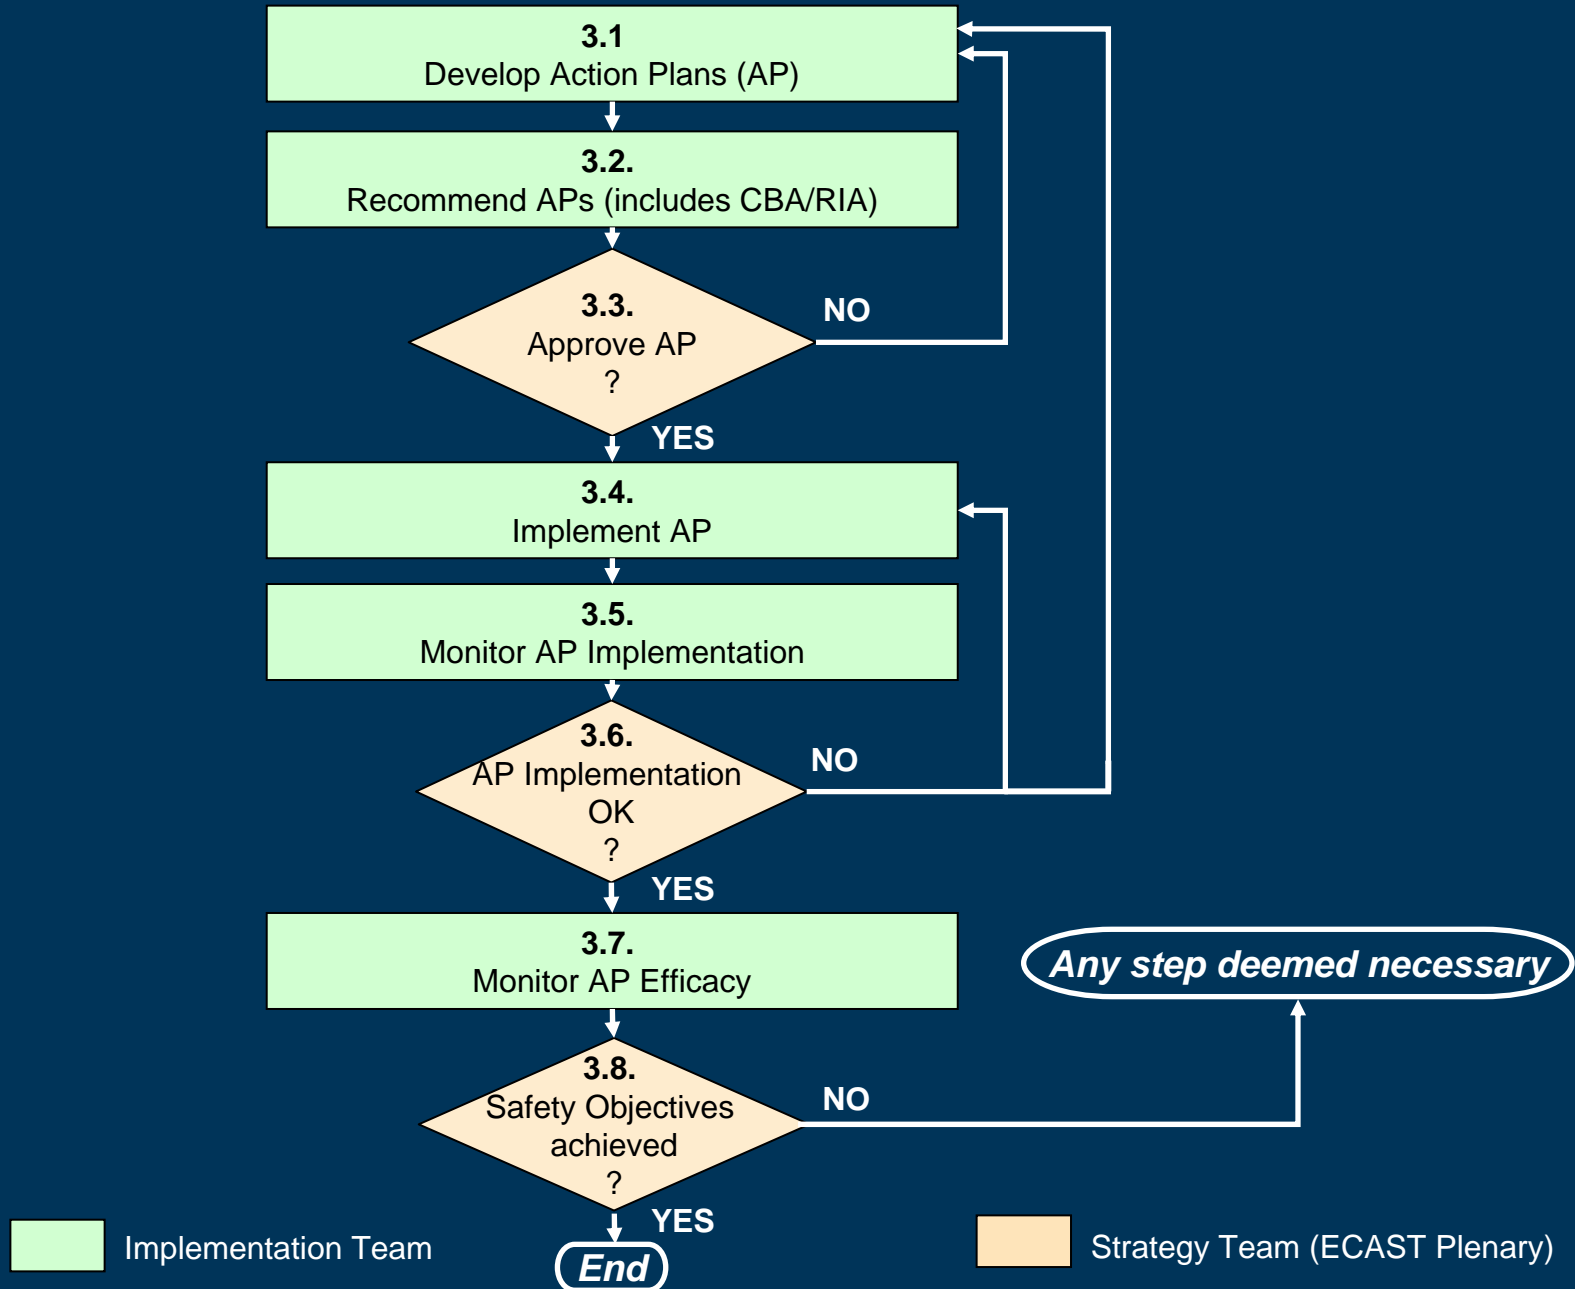 3.1
Develop Action Plans (AP)
3.2.
Recommend APs (includes CBA/RIA)
3.3.
Approve AP
?
NO
YES
3.4.
Implement AP
3.5.
Monitor AP Implementation
3.6.
AP Implementation
OK
?
NO
YES
3.7.
Monitor AP Efficacy
Any step deemed necessary
3.8.
Safety Objectives
achieved
?
NO
YES
End
Implementation Team
Strategy Team (ECAST Plenary)